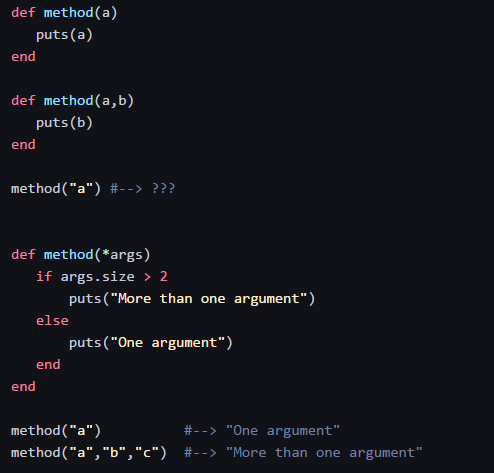 def method(a)
   puts(a)
end

def method(a,b)
   puts(b)
end

method("a") #--> ???


def method(*args)
   if args.size > 2
       puts("More than one argument")
   else
       puts("One argument")
   end
end

method("a")          #--> "One argument"
method("a","b","c")  #--> "More than one argument"